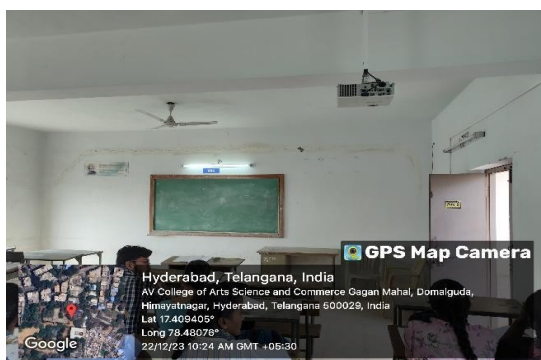 GPS Map Camera
Hyderabad, Telangana, India
AV College of Arts Science and Commerce Gagan Mahal, Domalguda,
Himayatnagar, Hyderabad, Telangana 500029, India
Lat 17.409405°
Long 78.48076°
22/12/23 10:24 AM GMT +05:30
Google